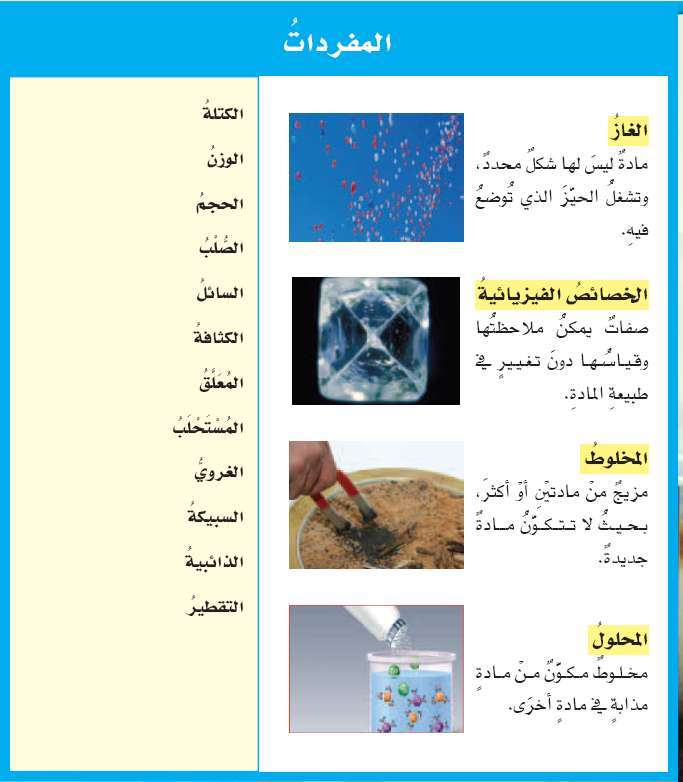 المفرداتُ
الغازُ
مادةٌ ليسَ لها شكلٌ محددٌ،
وتشغلُ الحيّزَ الذي تُوضعُ
فيهِ.
الخصائصُ الفيزيائيةُ
صفاتٌ يمكنُ ملاحظتُها
وقياسُها دونَ تغييرٍ في
طبيعةِ المادةِ.
المخلوطُ
مزيجٌ منْ مادتيْنِ أوْ أكثرَ،
بحيثُ لا تتكوّنُ مادةٌ
جديدةٌ.
المحلولُ
مخلوطٌ مكوّنٌ منْ مادةٍ
مذابةٍ في مادةٍ أخرَى.
الكتلةُ
الوزنُ
الحجمُ
الصُّلْبُ
السائلُ
الكثافةُ
المُعَلَّقُ
المُسْتَحْلَبُ
الغرويُّ
السبيكةُ
الذائبيةُ
التقطيرُ